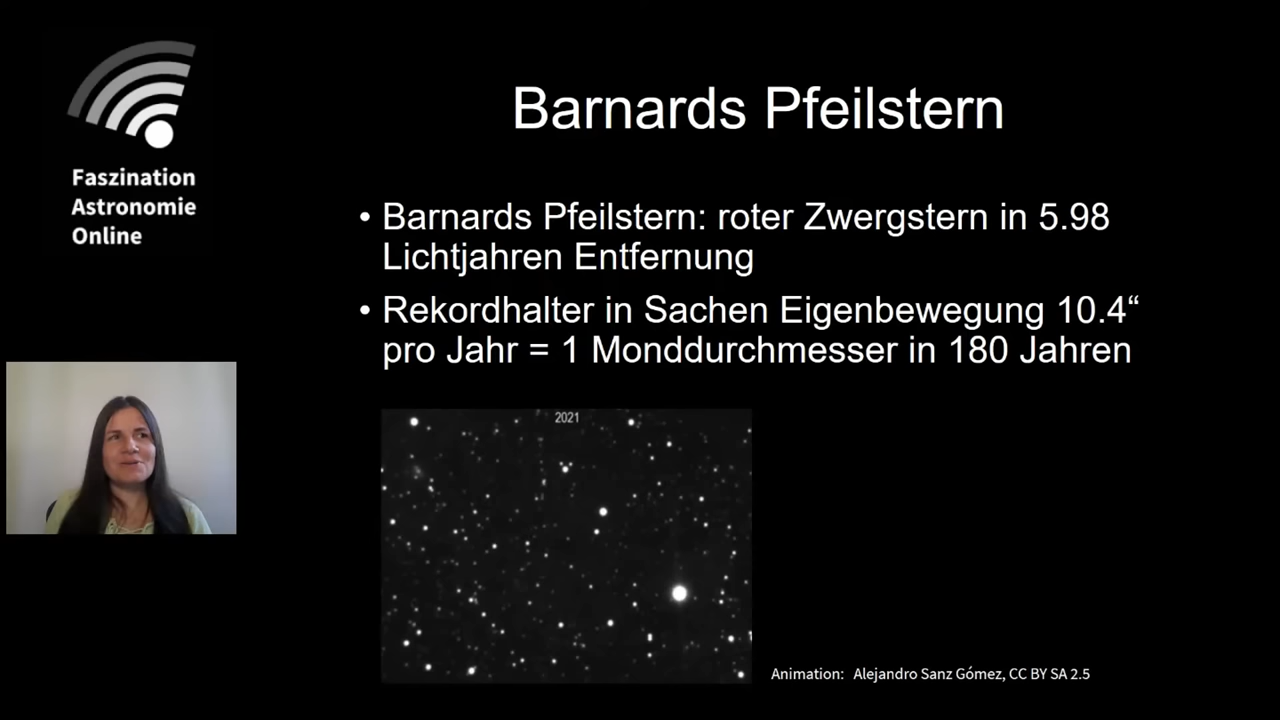 Faszination
Astronomie
Online
Barnards Pfeilstern
• Barnards Pfeilstern: roter Zwergstern in 5.98
Lichtjahren Entfernung
• Rekordhalter in Sachen Eigenbewegung 10.4“
pro Jahr = 1 Monddurchmesser in 180 Jahren
2021
Animation: Alejandro Sanz Gómez, CC BY SA 2.5